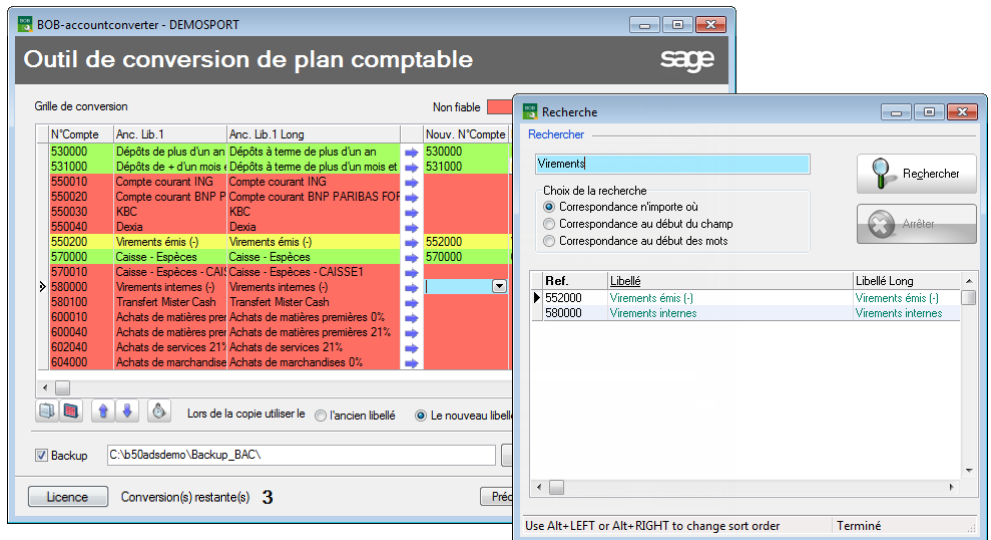 BOB-accountconverter - DEMOSPORT
Outil de conversion de plan comptable
sage
Grille de conversion
Non fiable
N°Compte Anc. Lib.1 Anc. Lib.1 Long Nouv. N°Compte
530000 Dépôts de plus d'un an Dépôts à terme de plus d'un an 530000
531000 Dépôts de + d'un mois Dépôts à terme de plus d'un mois et 531000
550010 Compte courant ING Compte courant ING
550020 Compte courant BNP P Compte courant BNP PARIBAS FOR
550030 KBC KBC
550040 Dexia Dexia
550200 Virements émis (-) Virements émis (-) 552000
570000 Caisse - Espèces Caisse - Espèces 570000
570010 Caisse - Espèces - CAIS Caisse - Espèces - CAISSE1
580000 Virements internes (-) Virements internes (-)
580100 Transfert Mister Cash Transfert Mister Cash
600010 Achats de matières prer Achats de matières premières 0%
600040 Achats de matières prer Achats de matières premières 21%
602040 Achats de services 21% Achats de services 21%
604000 Achats de marchandise Achats de marchandises 0%
Lors de la copie utiliser le l'ancien libellé Le nouveau libell
Backup C:\b50adsdemo\Backup_BAC\
Licence Conversion(s) restante(s) 3 Préc
Recherche
Rechercher
Virements
Rechercher
Choix de la recherche
Correspondance n'importe où
Correspondance au début du champ
Correspondance au début des mots
Arrêter
Ref. Libellé Libellé Long
552000 Virements émis (-) Virements émis (-)
580000 Virements internes Virements internes
Use Alt+LEFT or Alt+RIGHT to change sort order Terminé